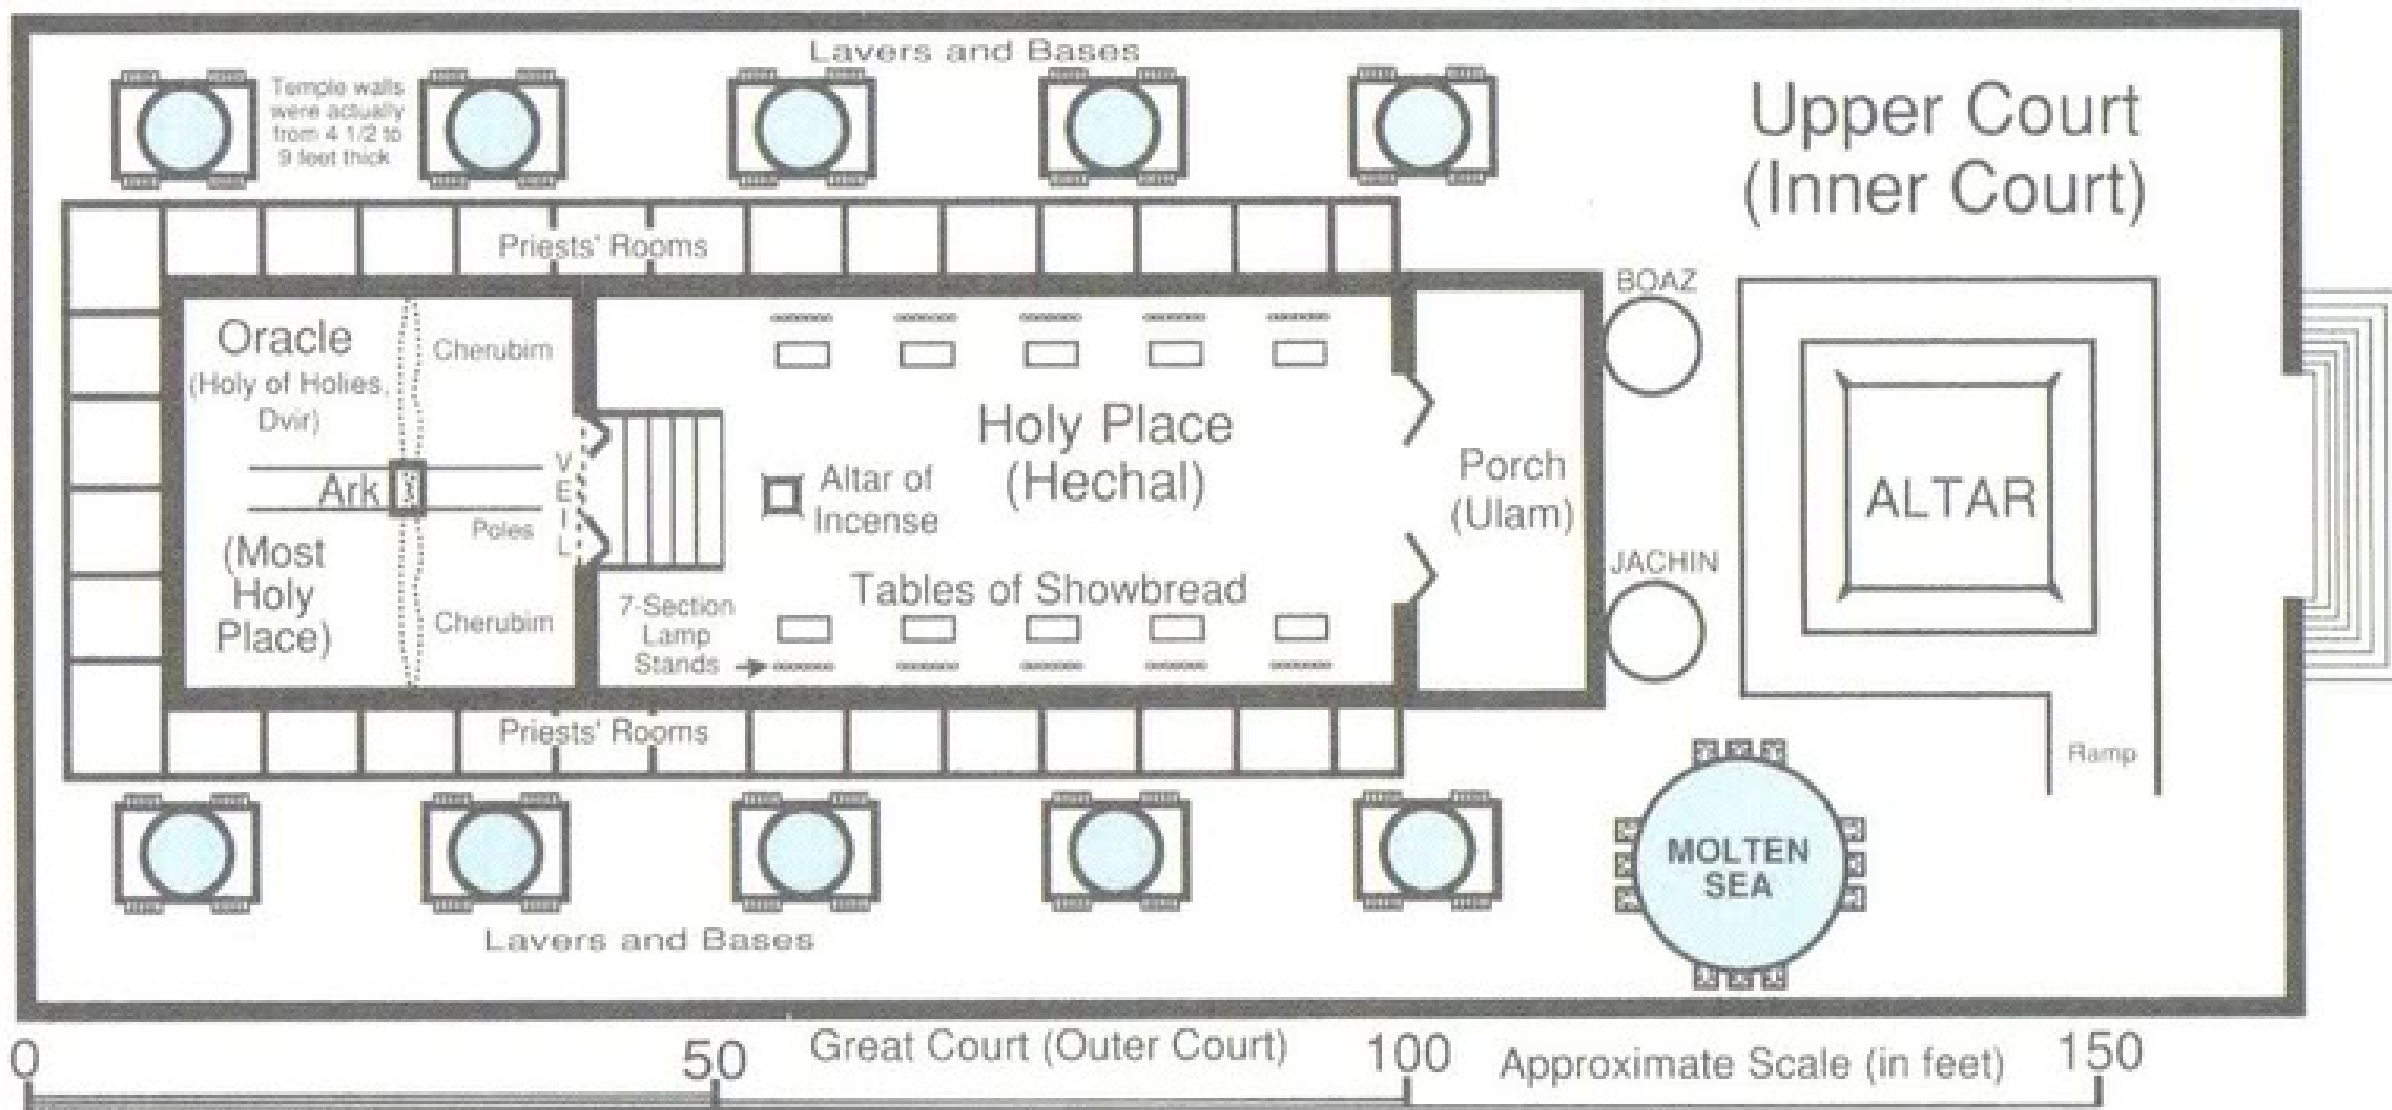 Lavers and Bases
Temple walls
were actually
from 4 1/2 to
9 feet thick
Upper Court
(Inner Court)
Priests' Rooms
BOAZ
Oracle
(Holy of Holies,
Dvir)
Cherubim
Holy Place
(Hechal)
Porch
(Ulam)
ALTAR
Ark
VEIL
Poles
Altar of
Incense
(Most
Holy
Place)
Cherubim
JACHIN
Tables of Showbread
7-Section
Lamp
Stands
Priests' Rooms
Ramp
MOLTEN
SEA
Lavers and Bases
0
50
Great Court (Outer Court)
100
Approximate Scale (in feet)
150